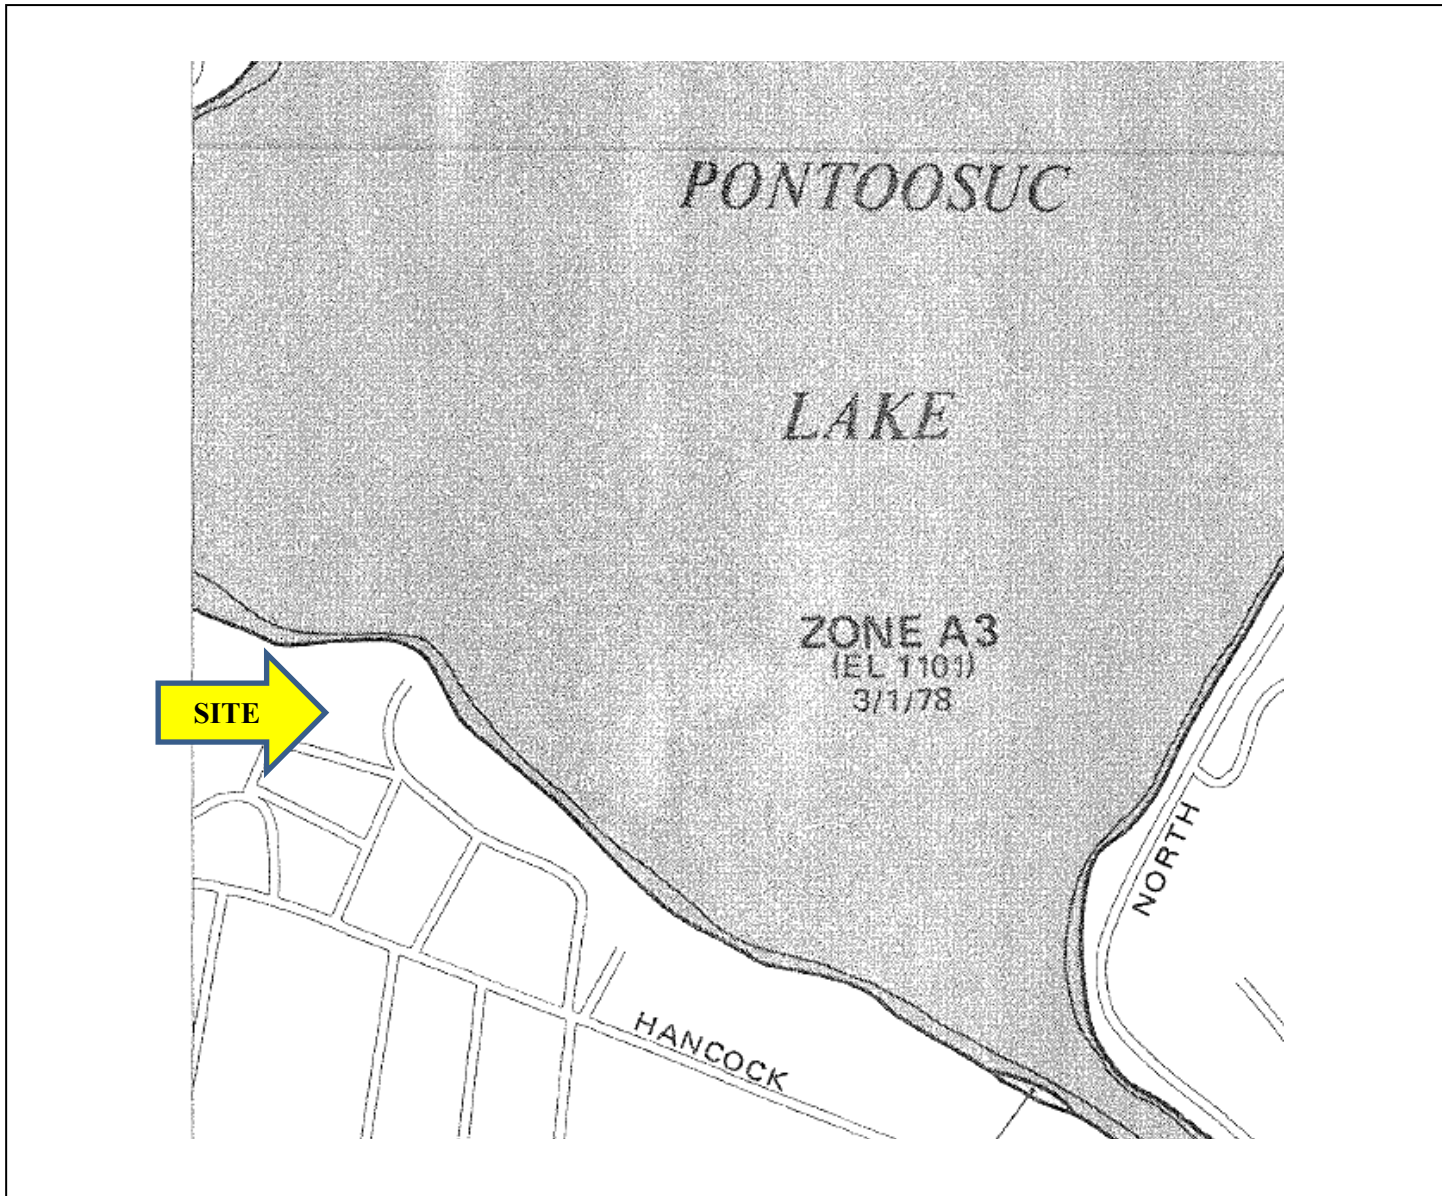 PONTOOSUC
LAKE
ZONE A3
(EL 1101)
3/1/78
SITE
NORTH
HANCOCK